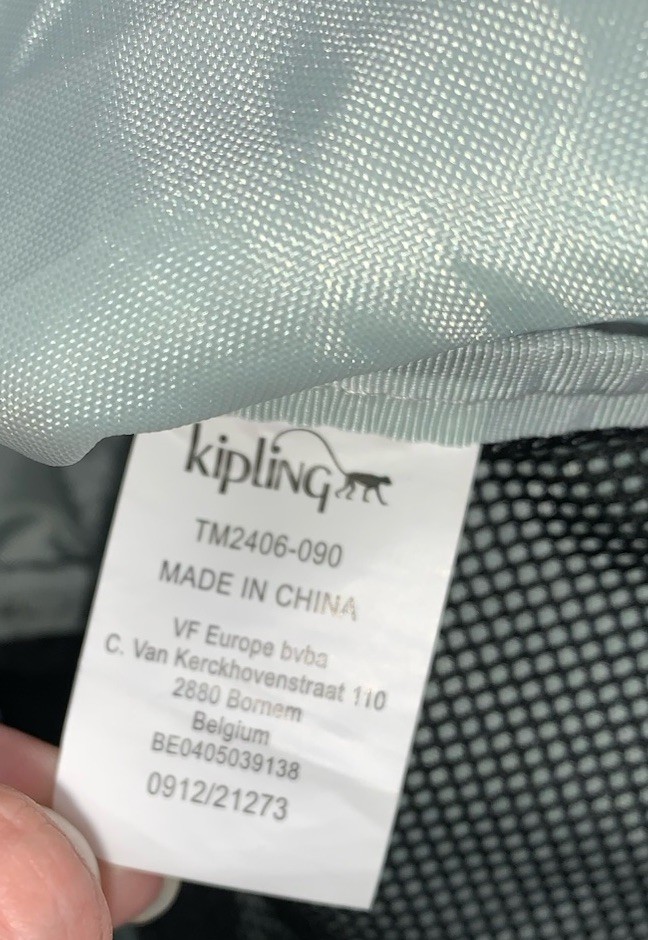 kipling
TM2406-090
MADE IN CHINA
VF Europe bvba
C. Van Kerckhovenstraat 110
2880 Bornem
Belgium
BE0405039138
0912/21273